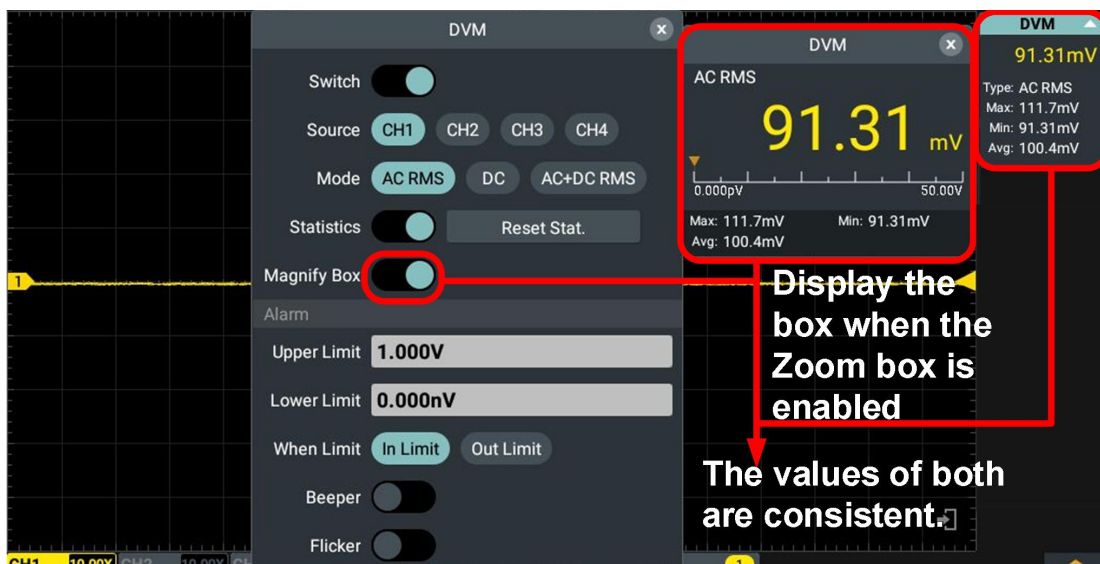 DVM
Switch
Source CH1 CH2 CH3 CH4
Mode AC RMS DC AC+DC RMS
Statistics Reset Stat.
Magnify Box
Alarm
Upper Limit 1.000V
Lower Limit 0.000nV
When Limit In Limit Out Limit
Beeper
Flicker
DVM
AC RMS
91.31 mV
0.000pV 50.00V
Max: 111.7mV Min: 91.31mV
Avg: 100.4mV
DVM
91.31mV
Type: AC RMS
Max: 111.7mV
Min: 91.31mV
Avg: 100.4mV
1
Display the
box when the
Zoom box is
enabled
The values of both
are consistent.
CH1 10.00X CH2 10.00X CH
1